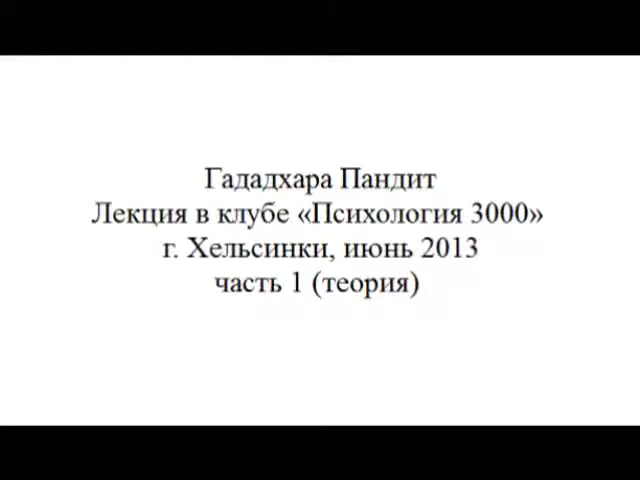 Гададхара Пандит
Лекция в клубе «Психология 3000»
г. Хельсинки, июнь 2013
часть 1 (теория)